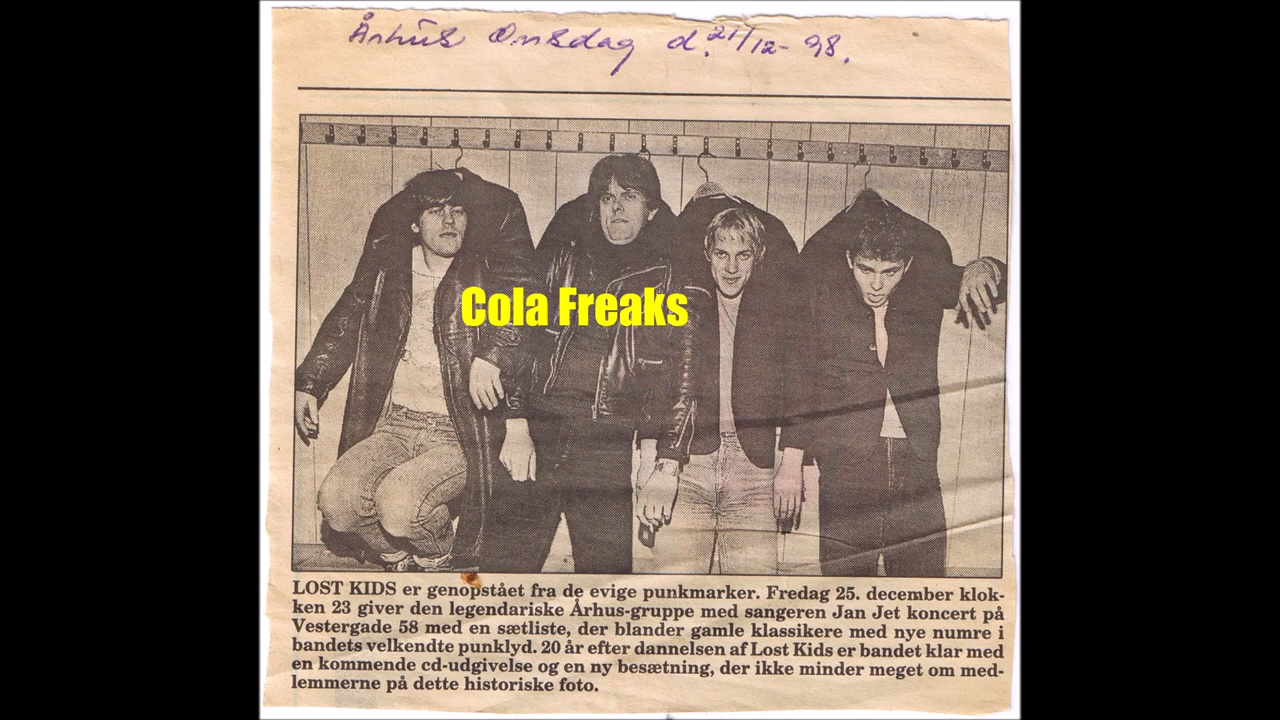 Århus Onsdag d. 21/12-98.
Cola Freaks
LOST KIDS er genopstået fra de evige punkmarker. Fredag 25. december klok-
ken 23 giver den legendariske Århus-gruppe med sangeren Jan Jet koncert på
Vestergade 58 med en sætliste, der blander gamle klassikere med nye numre i
bandets velkendte punklyd. 20 år efter dannelsen af Lost Kids er bandet klar med
en kommende cd-udgivelse og en ny besætning, der ikke minder meget om med-
lemmerne på dette historiske foto.